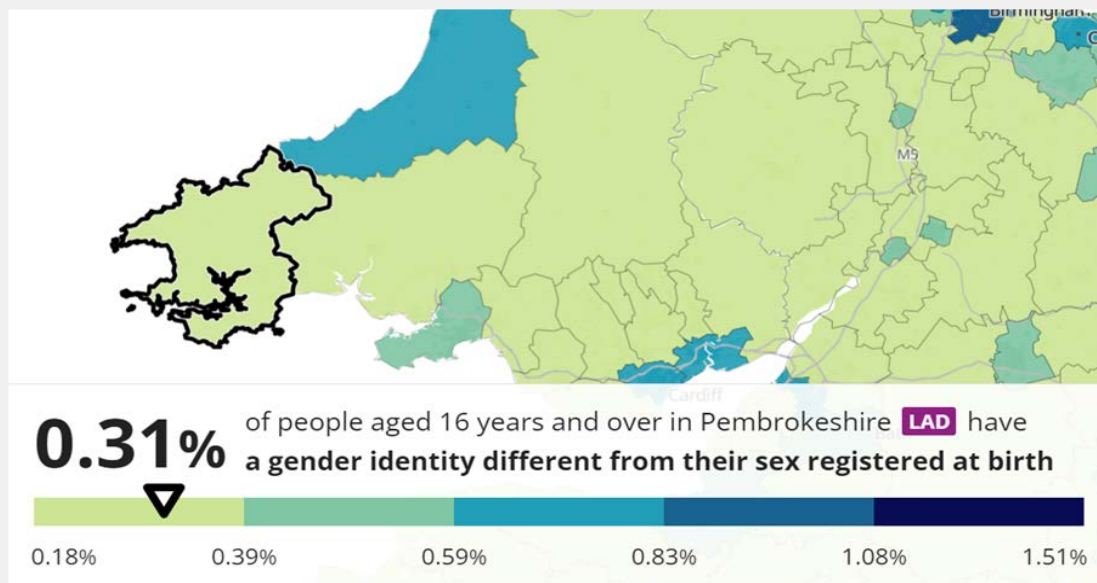 Birmingham
M5
Cardiff
0.31%
of people aged 16 years and over in Pembrokeshire LAD have
a gender identity different from their sex registered at birth
0.18% 0.39% 0.59% 0.83% 1.08% 1.51%